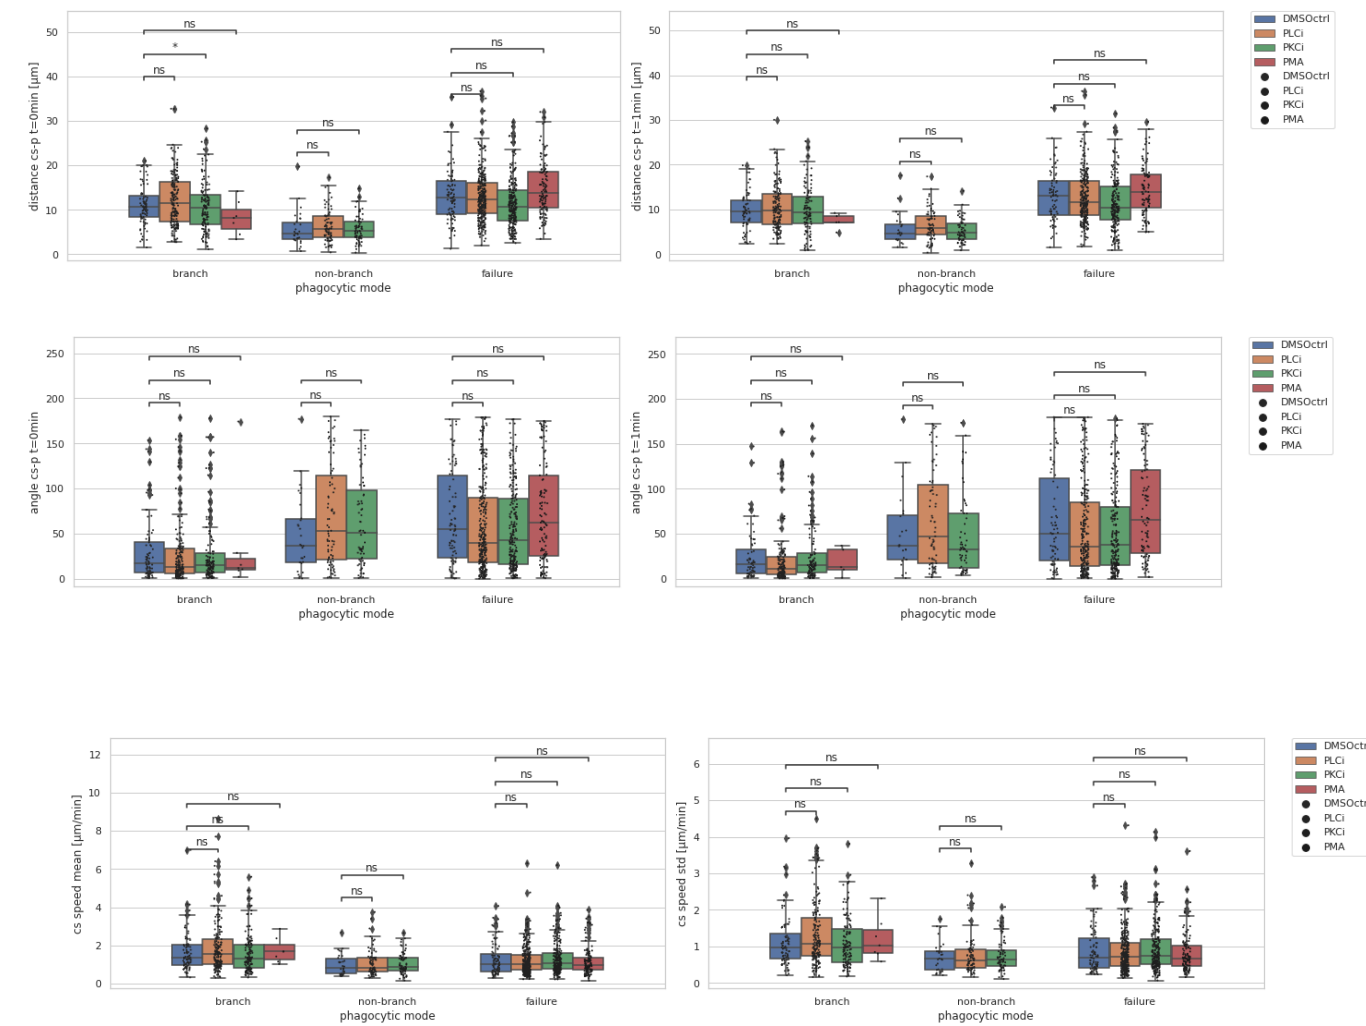 distance cs-p t=0min [µm]
50
40
30
20
10
0
ns
*
ns
ns
ns
ns
ns
ns
branch
non-branch
failure
phagocytic mode
distance cs-p t=1min [µm]
50
40
30
20
10
0
ns
ns
ns
ns
ns
ns
ns
ns
branch
non-branch
failure
phagocytic mode
DMSOctrl
PLCi
PKCi
PMA
DMSOctrl
PLCi
PKCi
PMA
angle cs-p t=0min
250
200
150
100
50
0
ns
ns
ns
ns
ns
ns
ns
ns
branch
non-branch
failure
phagocytic mode
angle cs-p t=1min
250
200
150
100
50
0
ns
ns
ns
ns
ns
ns
ns
ns
branch
non-branch
failure
phagocytic mode
DMSOctrl
PLCi
PKCi
PMA
DMSOctrl
PLCi
PKCi
PMA
cs speed mean [µm/min]
12
10
8
6
4
2
0
ns
ns
ns
ns
ns
ns
ns
ns
branch
non-branch
failure
phagocytic mode
cs speed std [µm/min]
6
5
4
3
2
1
0
ns
ns
ns
ns
ns
ns
ns
ns
branch
non-branch
failure
phagocytic mode
DMSOctr
PLCi
PKCi
PMA
DMSOctr
PLCi
PKCi
PMA